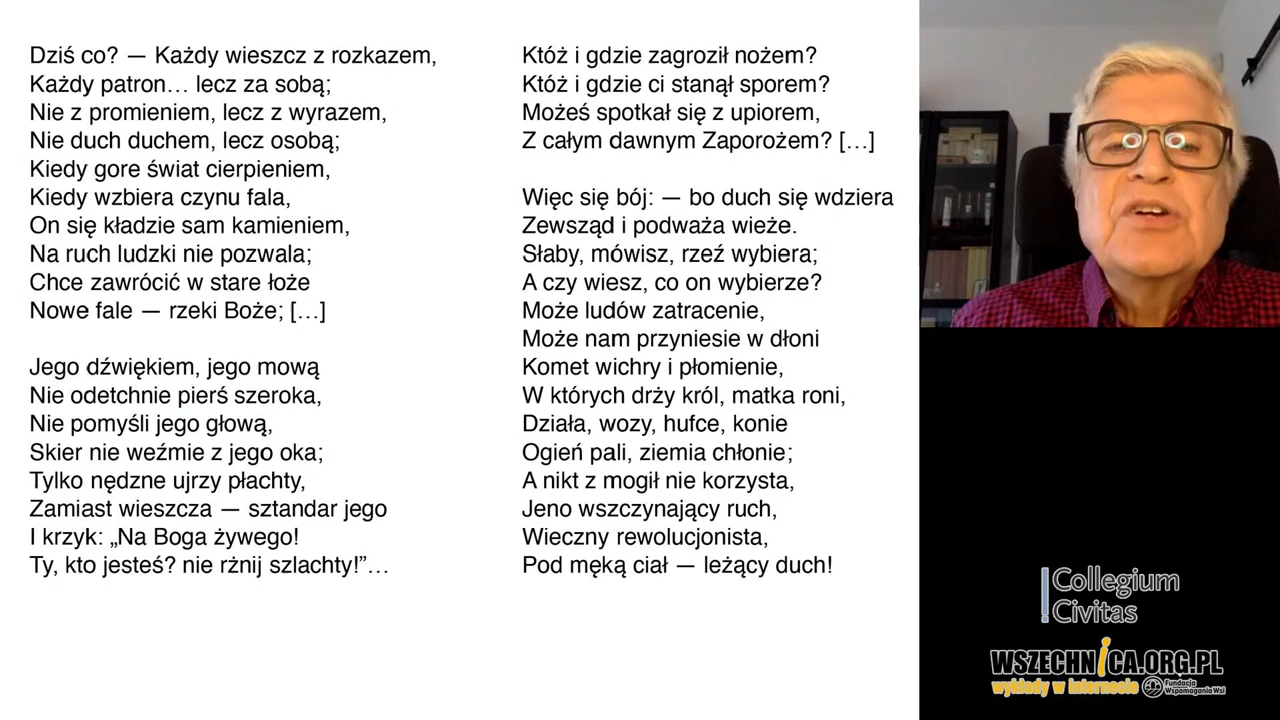 Dziś co? — Każdy wieszcz z rozkazem,
Każdy patron… lecz za sobą;
Nie z promieniem, lecz z wyrazem,
Nie duch duchem, lecz osobą;
Kiedy gore świat cierpieniem,
Kiedy wzbiera czynu fala,
On się kładzie sam kamieniem,
Na ruch ludzki nie pozwala;
Chce zawrócić w stare łoże
Nowe fale — rzeki Boże; […]
Jego dźwiękiem, jego mową
Nie odetchnie pierś szeroka,
Nie pomyśli jego głową,
Skier nie weźmie z jego oka;
Tylko nędzne ujrzy płachty,
Zamiast wieszcza — sztandar jego
I krzyk: „Na Boga żywego!
Ty, kto jesteś? nie rżnij szlachty!”…
Któż i gdzie zagroził nożem?
Któż i gdzie ci stanął sporem?
Możeś spotkał się z upiorem,
Z całym dawnym Zaporożem? […]
Więc się bój: — bo duch się wdziera
Zewsząd i podważa wieże.
Słaby, mówisz, rzeź wybiera;
A czy wiesz, co on wybierze?
Może ludów zatracenie,
Może nam przyniesie w dłoni
Komet wichry i płomienie,
W których drży król, matka roni,
Działa, wozy, hufce, konie
Ogień pali, ziemia chłonie;
A nikt z mogił nie korzysta,
Jeno wszczynający ruch,
Wieczny rewolucjonista,
Pod męką ciał — leżący duch!
Collegium
Civitas
WSZECHNICA.ORG.PL
wykłady w internecie
Fundacja
Wspomagania Wsi